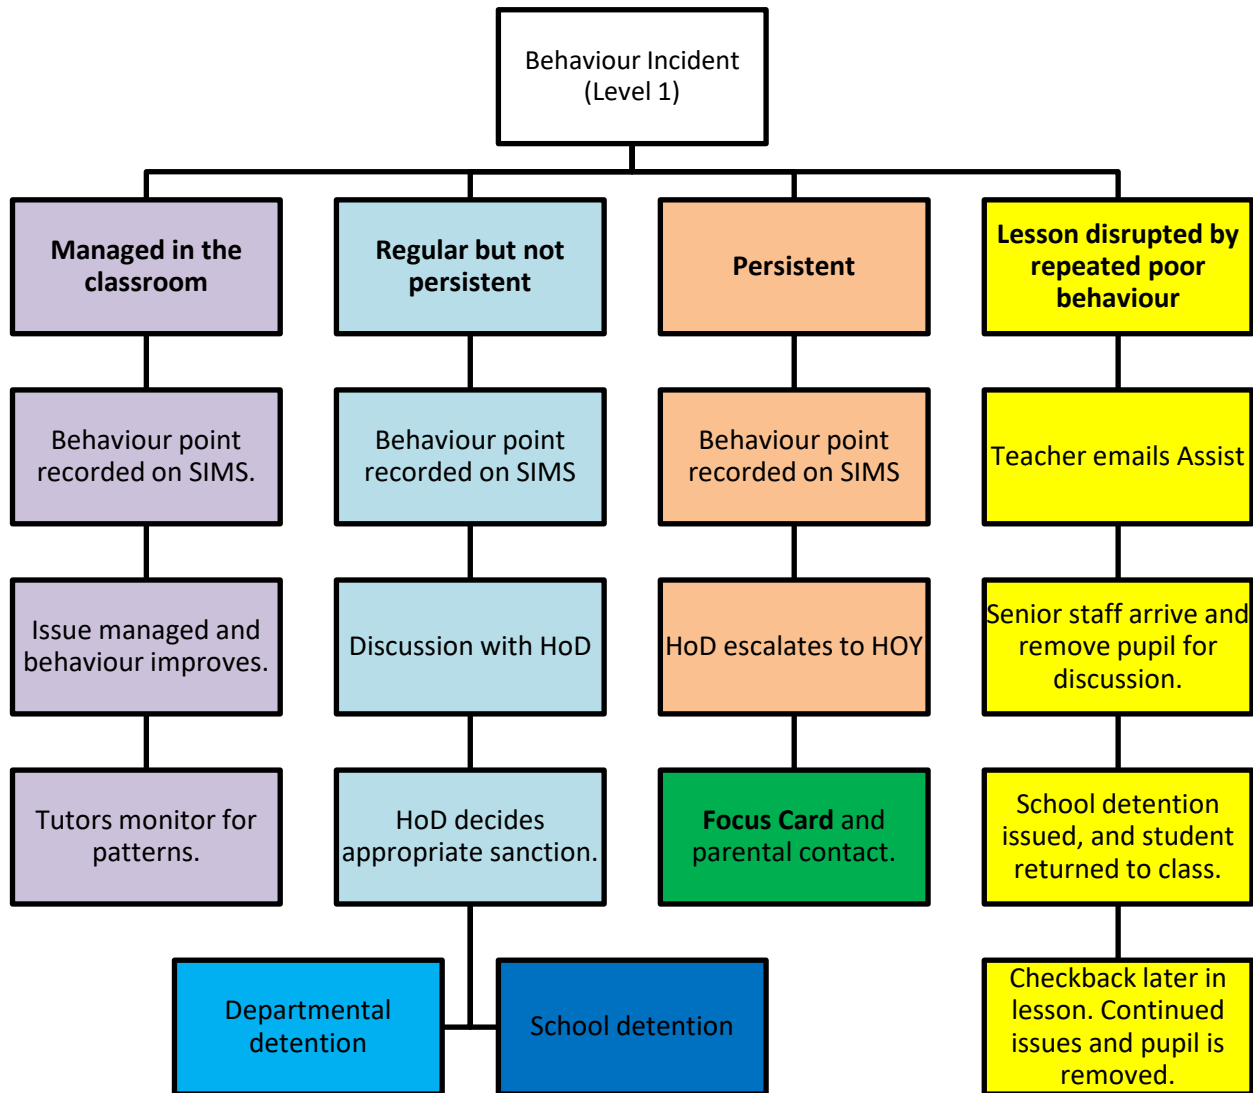 Behaviour Incident
(Level 1)
Managed in the
classroom
Regular but not
persistent
Persistent
Lesson disrupted by
repeated poor
behaviour
Behaviour point
recorded on SIMS.
Behaviour point
recorded on SIMS
Behaviour point
recorded on SIMS
Teacher emails Assist
Issue managed and
behaviour improves.
Discussion with HoD
HoD escalates to HOY
Senior staff arrive and
remove pupil for
discussion.
Tutors monitor for
patterns.
HoD decides
appropriate sanction.
Focus Card and
parental contact.
School detention
issued, and student
returned to class.
Departmental
detention
School detention
Checkback later in
lesson. Continued
issues and pupil is
removed.